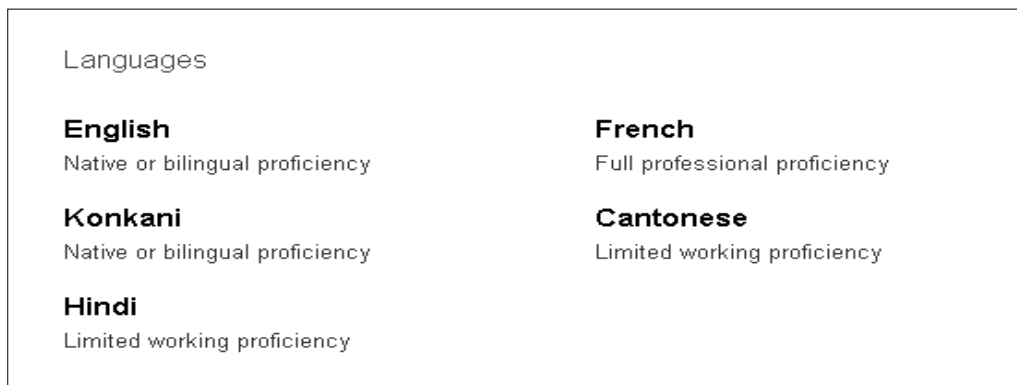 Languages
English
Native or bilingual proficiency
French
Full professional proficiency
Konkani
Native or bilingual proficiency
Cantonese
Limited working proficiency
Hindi
Limited working proficiency